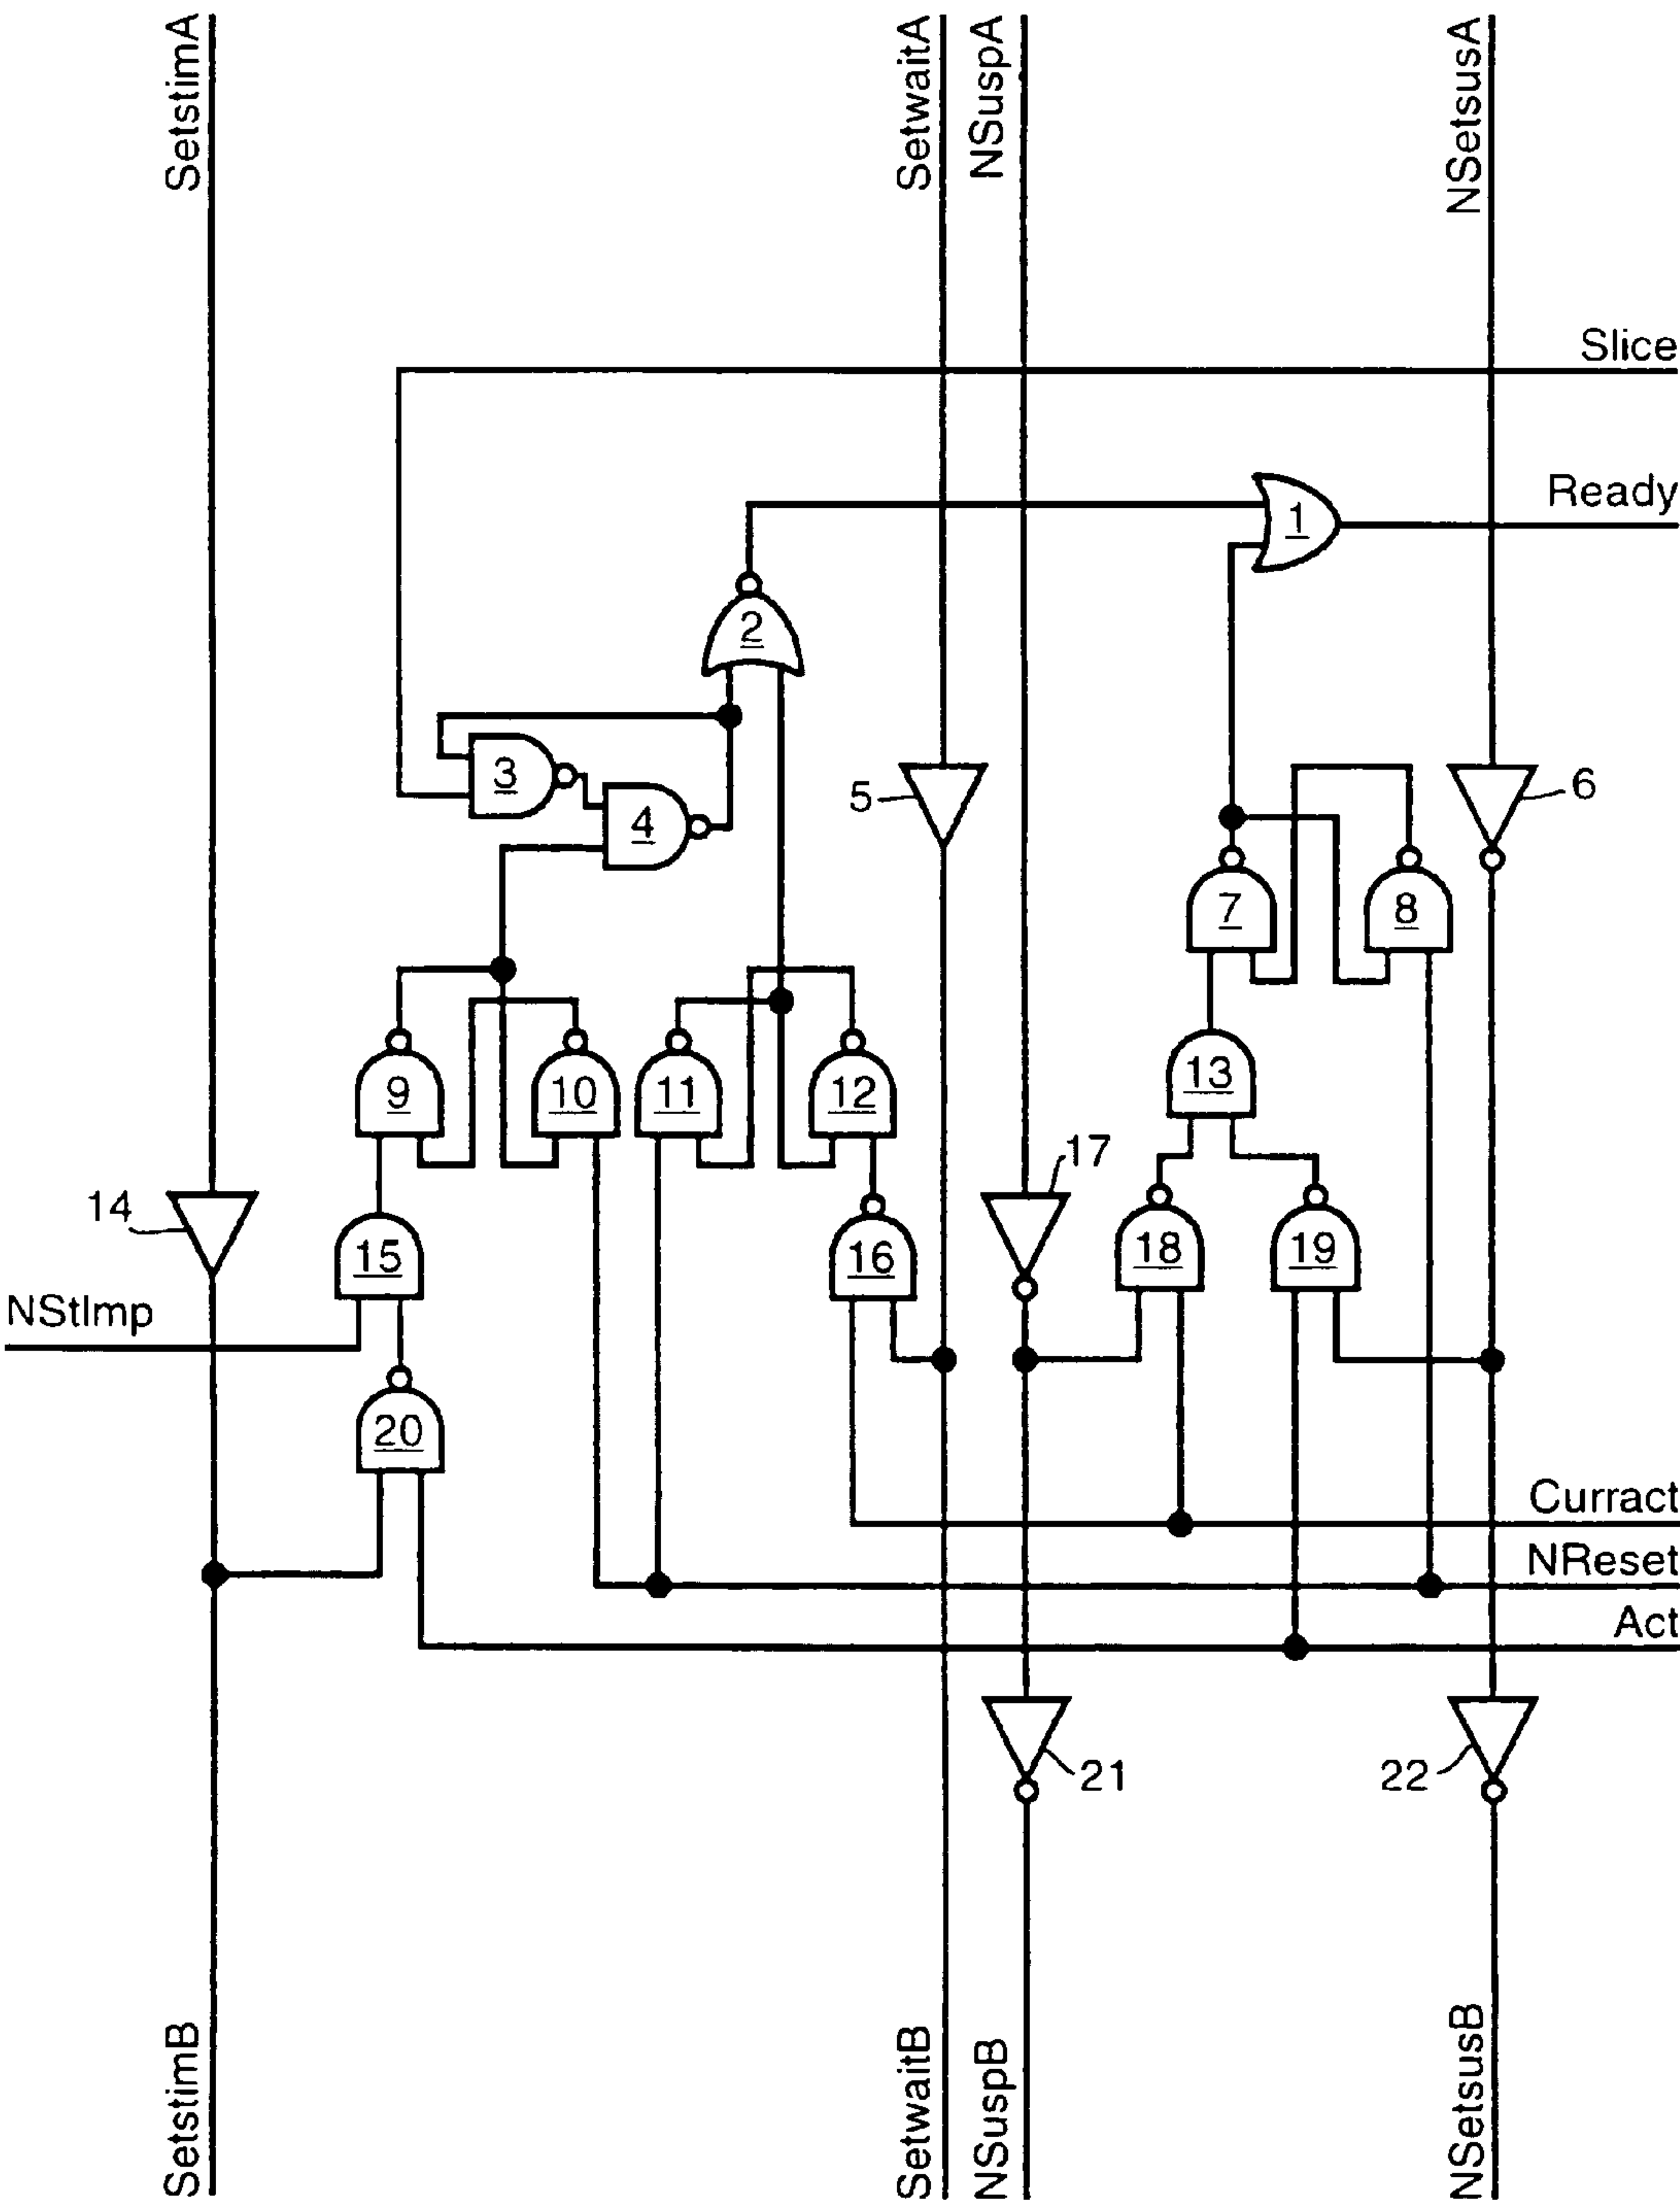 SetstimA
SetwaitA
NSuspA
NSetsusA
Slice
Ready
1
2
3
4
5
6
7
8
9
10
11
12
13
14
15
16
17
18
19
NStImp
20
Curract
NReset
Act
21
22
SetstimB
SetwaitB
NSuspB
NSetsusB